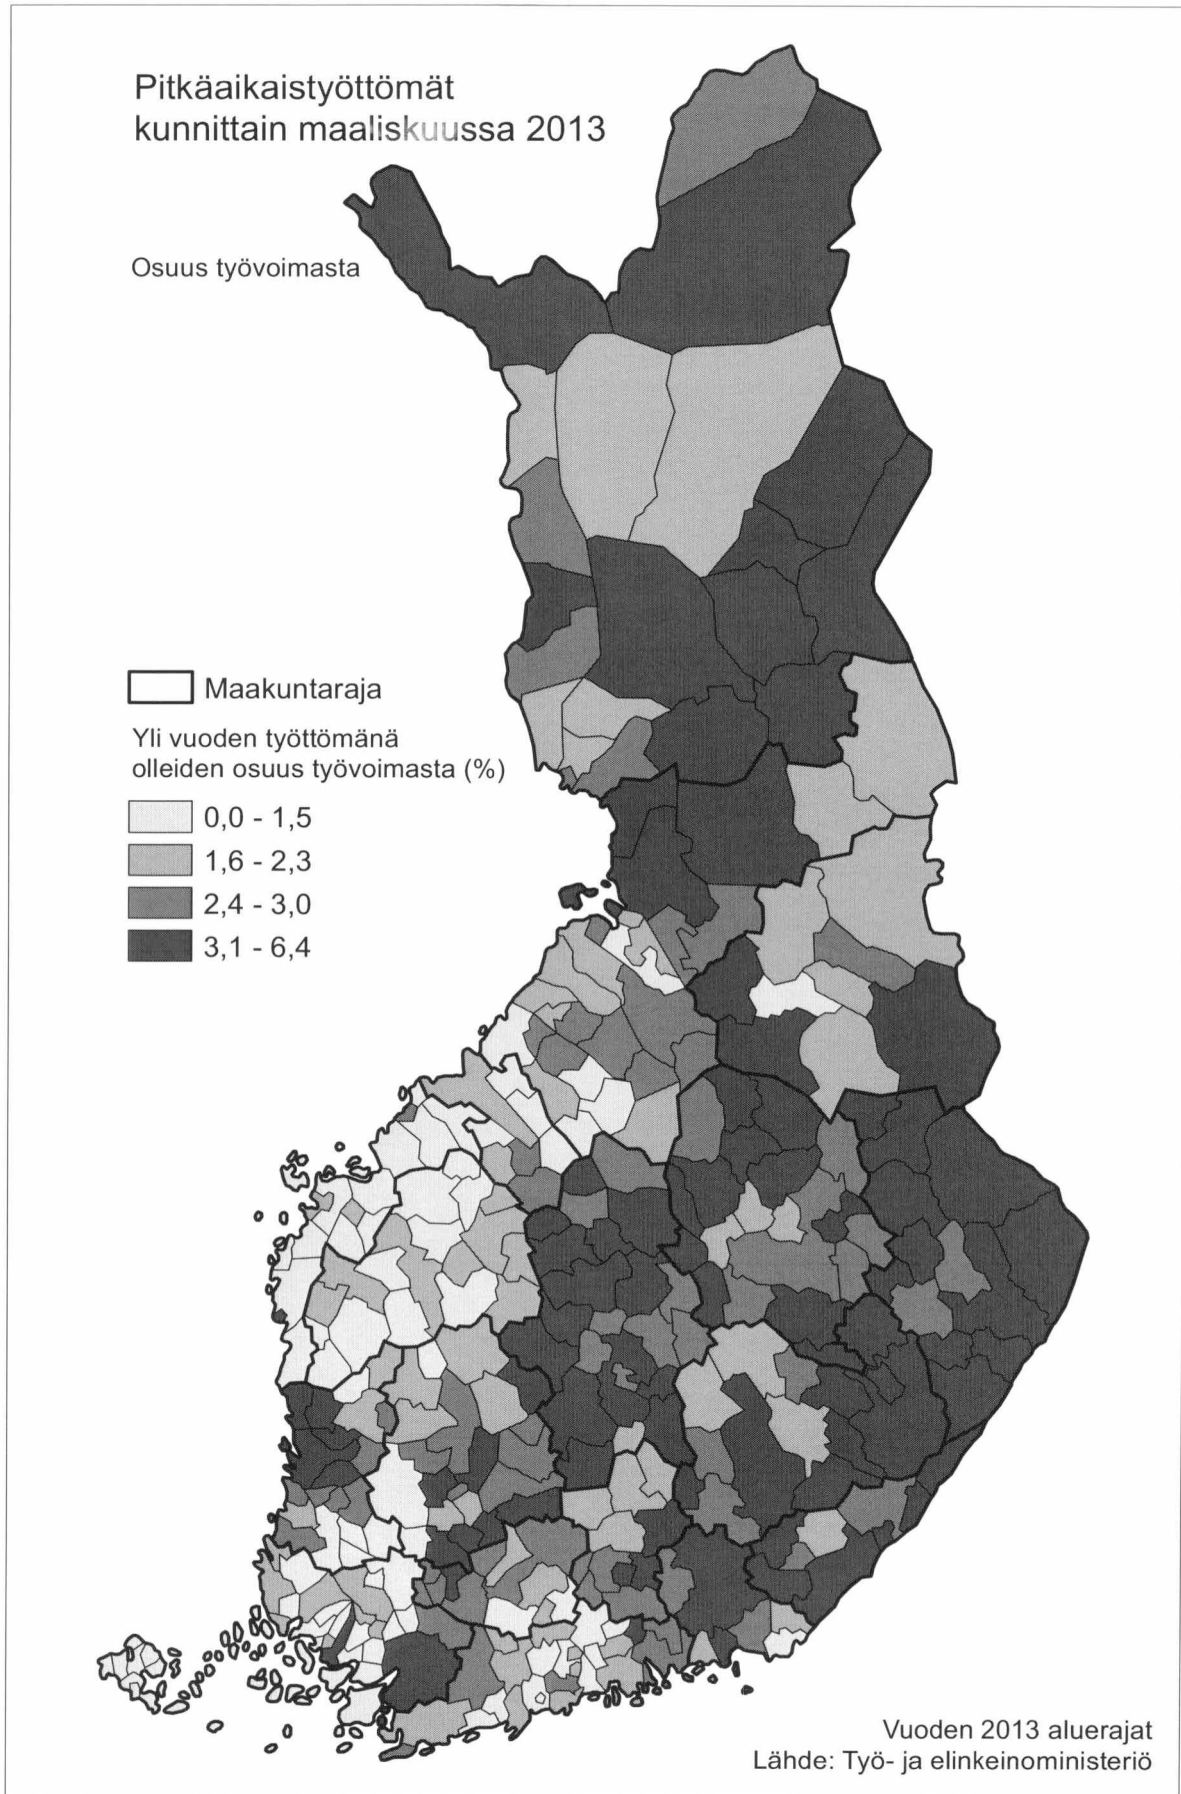 Pitkäaikaistyöttömät
kunnittain maaliskuussa 2013
Osuus työvoimasta
Maakuntaraja
Yli vuoden työttömänä
olleiden osuus työvoimasta (%)
0,0 - 1,5
1,6 - 2,3
2,4 - 3,0
3,1 - 6,4
Vuoden 2013 aluerajat
Lähde: Työ- ja elinkeinoministeriö